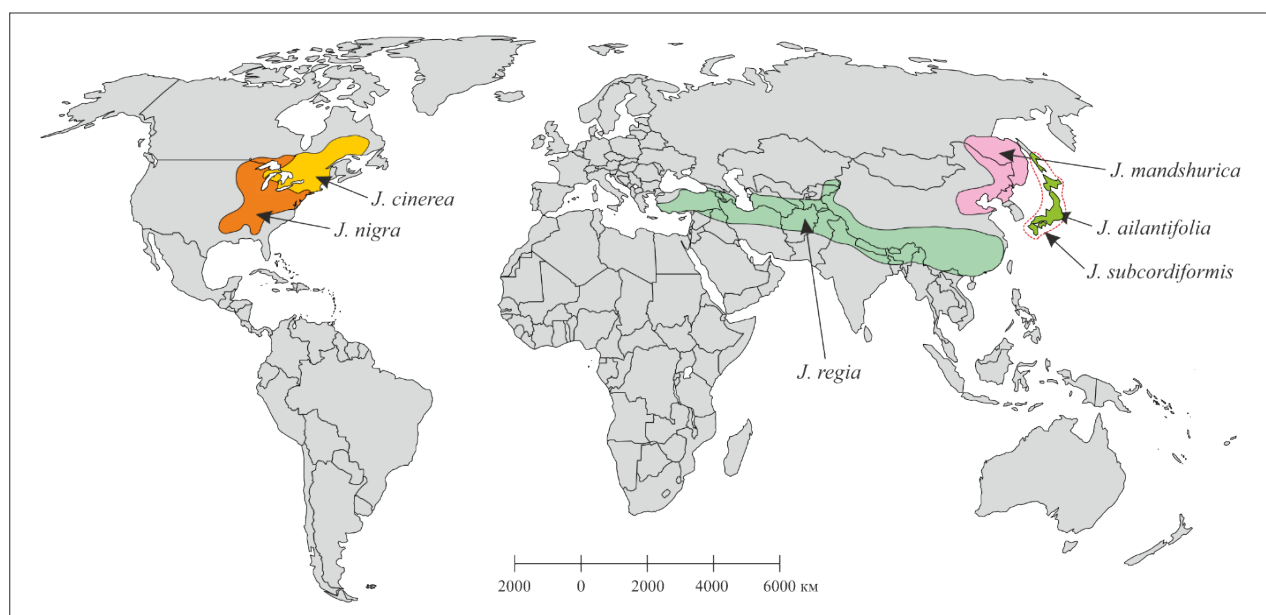 J. mandshurica
J. cinerea
J. ailantifolia
J. nigra
J. subcordiformis
J. regia
2000 0 2000 4000 6000 км